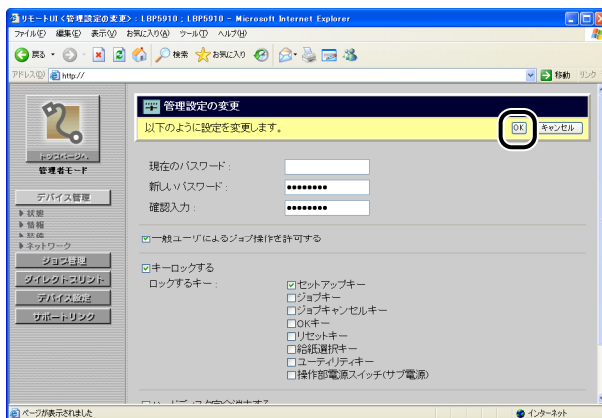 リモートUI <管理設定の変更> : LBP5910 ; LBP5910 - Microsoft Internet Explorer
ファイル(F) 編集(E) 表示(V) お気に入り(A) ツール(T) ヘルプ(H)
戻る 検索 お気に入り
アドレス(D) http:// 移動 リンク
管理設定の変更
以下のように設定を変更します。 OK キャンセル
トップページへ
管理者モード
デバイス管理
状態
情報
ネットワーク
ジョブ管理
ダイレクトプリント
デバイス設定
サポートリンク
現在のパスワード :
新しいパスワード : ●●●●●●●●
確認入力 : ●●●●●●●●
一般ユーザによるジョブ操作を許可する
キーロックする
ロックするキー : セットアップキー
ジョブキー
ジョブキャンセルキー
OKキー
リセットキー
給紙選択キー
ユーティリティキー
操作部電源スイッチ(サブ電源)
ページが表示されました インターネット